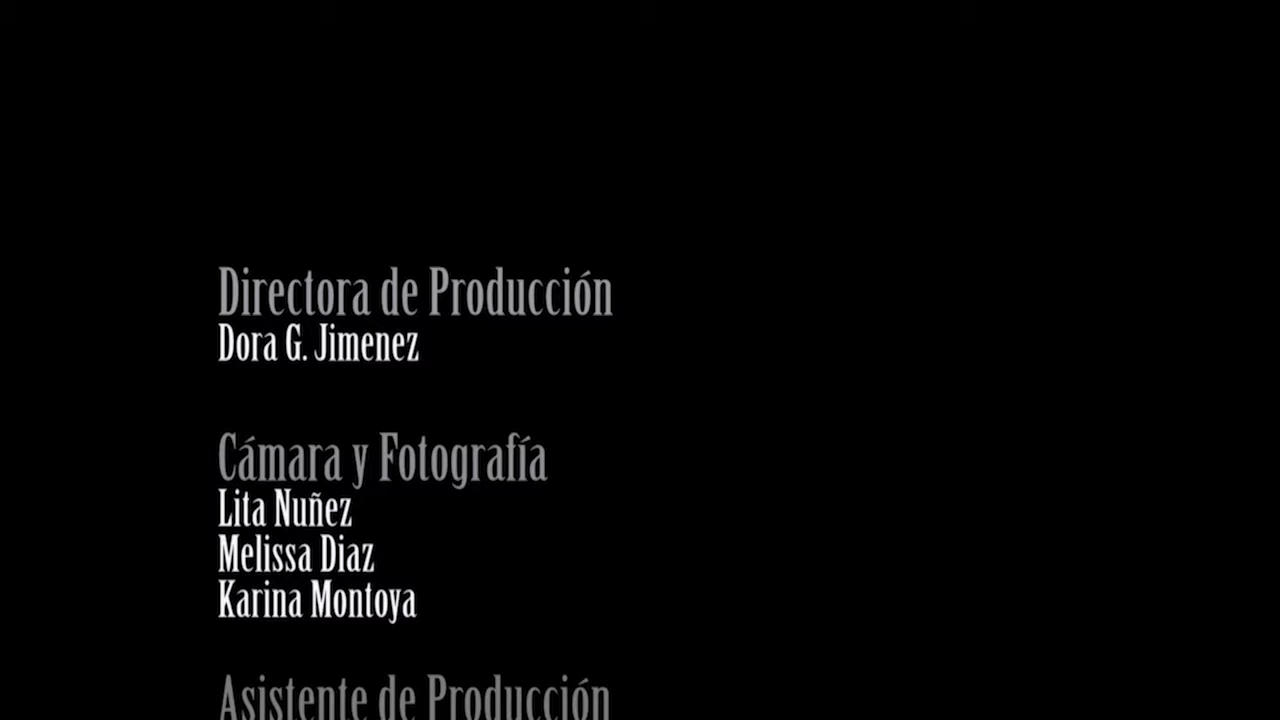 Directora de Producción
Dora G. Jimenez
Cámara y Fotografía
Lita Nuñez
Melissa Diaz
Karina Montoya
Asistente de Producción